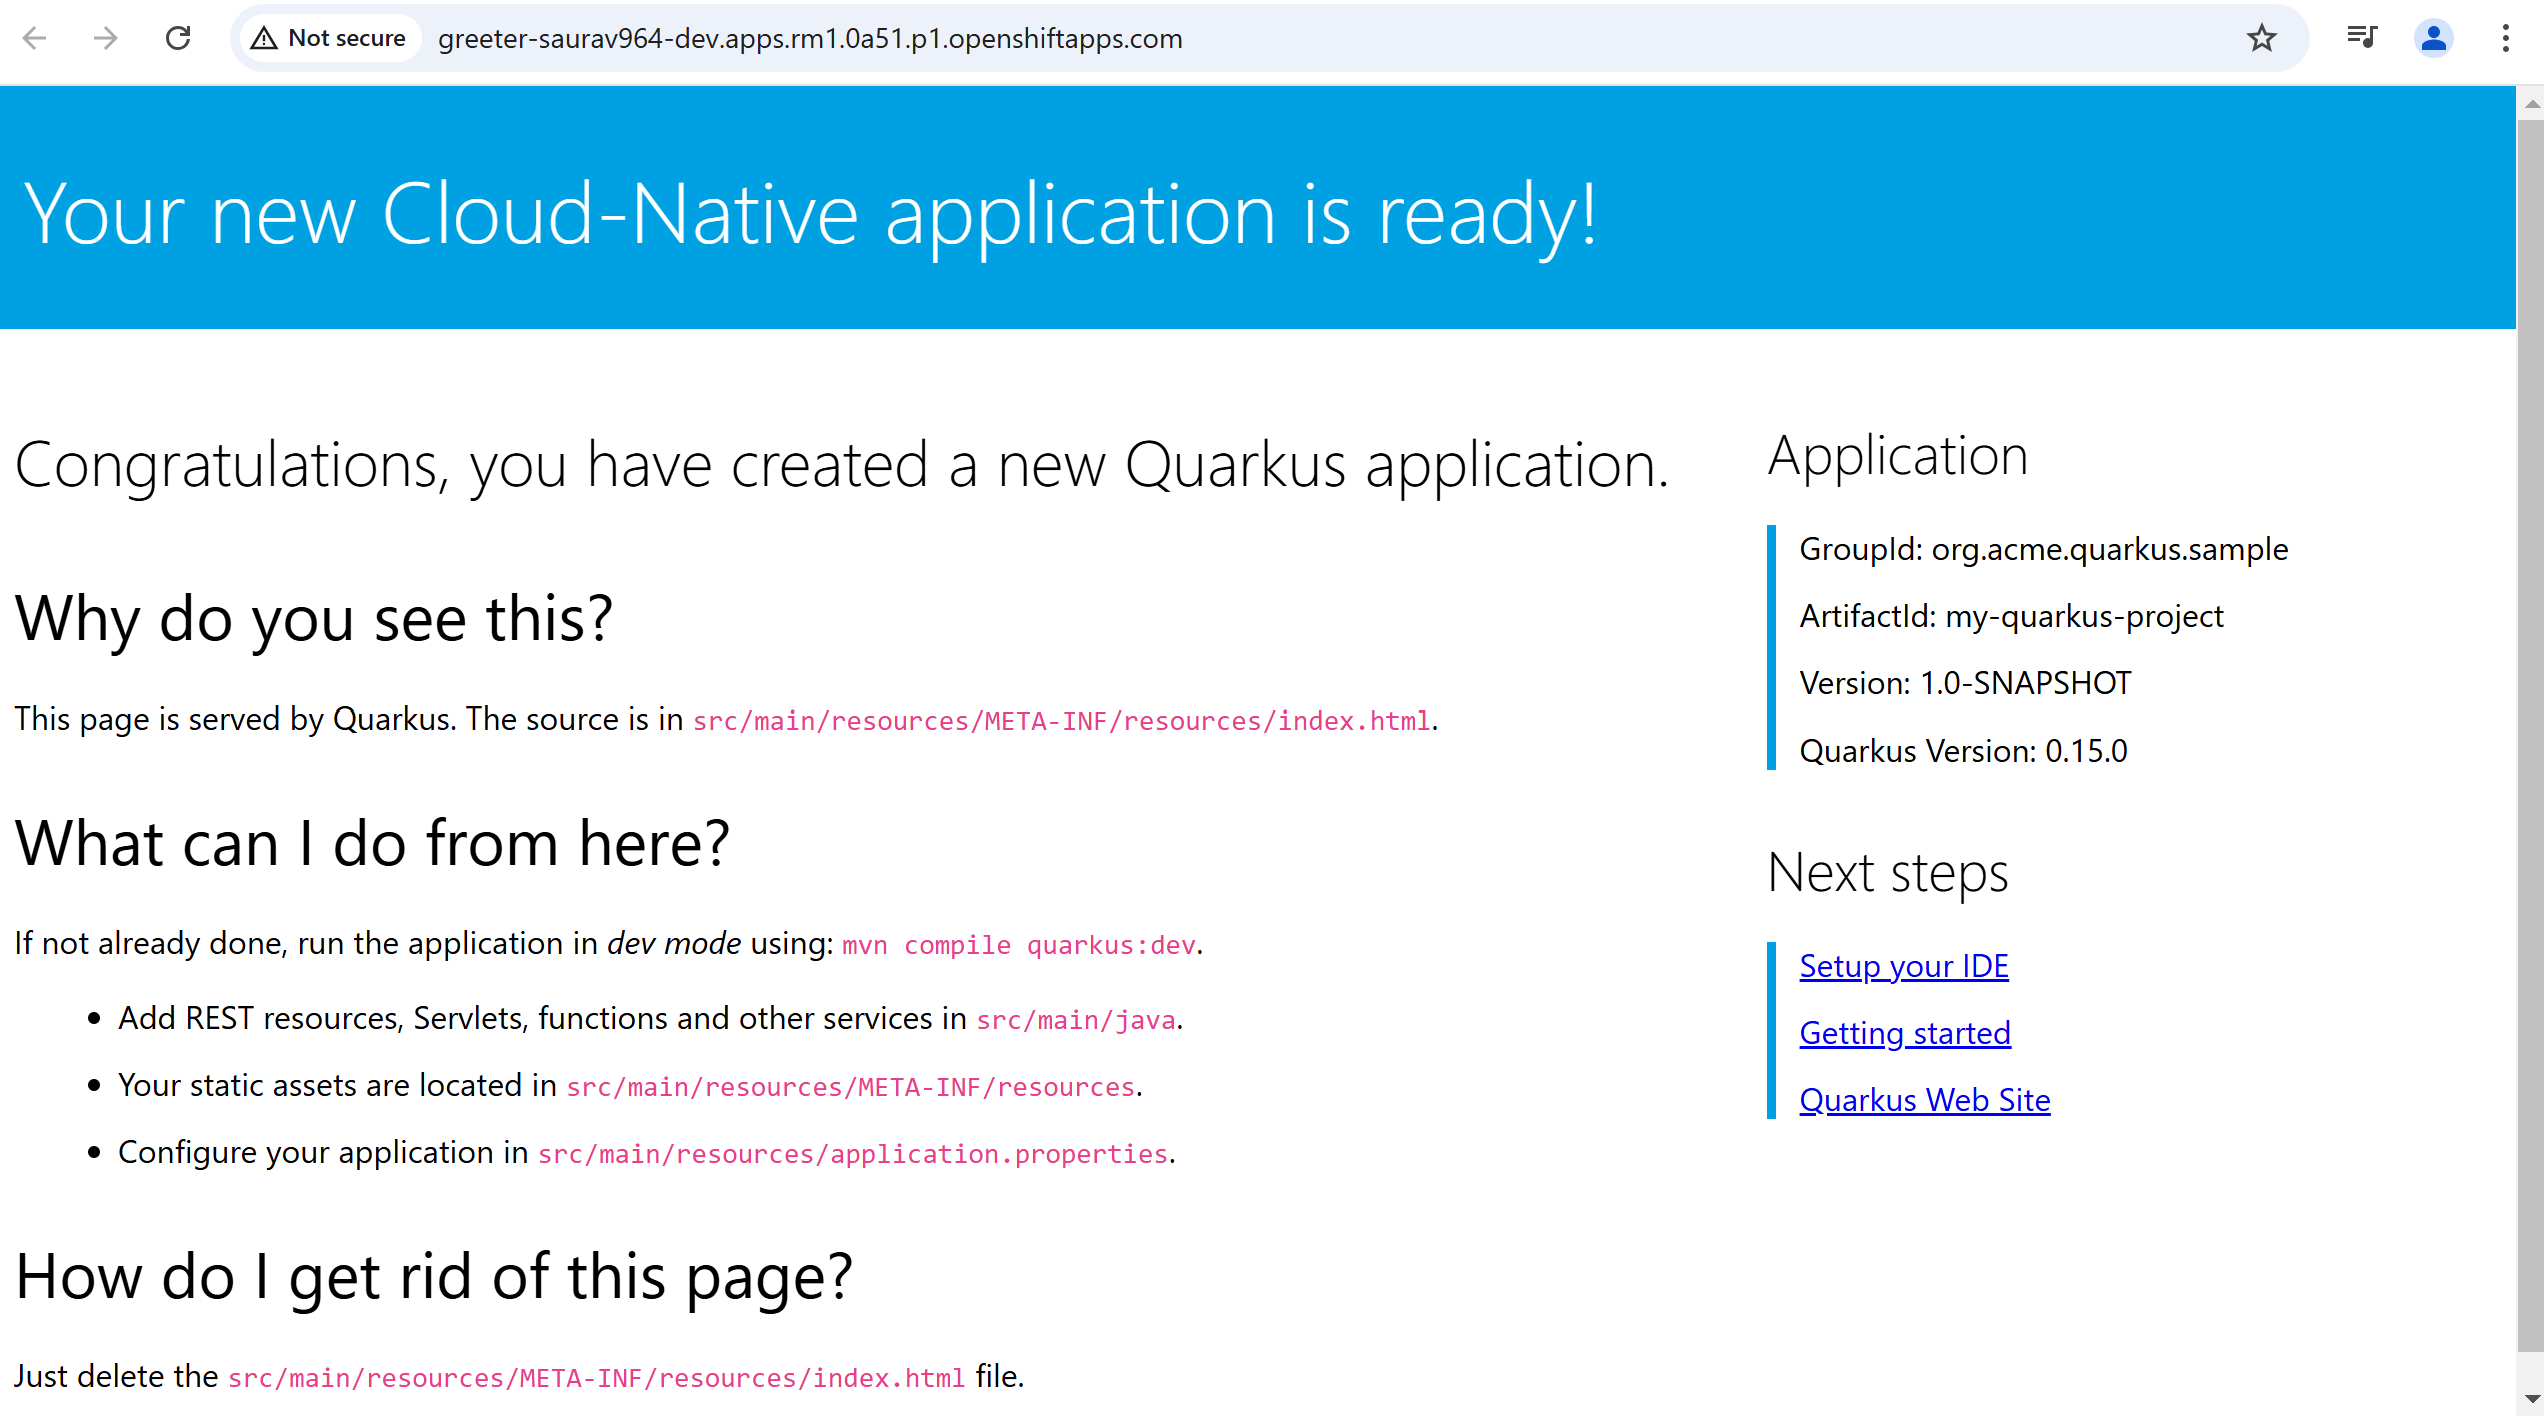 Not secure
greeter-saurav964-dev.apps.rm1.0a51.p1.openshiftapps.com
Your new Cloud-Native application is ready!
Congratulations, you have created a new Quarkus application.
Why do you see this?
This page is served by Quarkus. The source is in src/main/resources/META-INF/resources/index.html.
What can I do from here?
If not already done, run the application in dev mode using: mvn compile quarkus:dev.
Add REST resources, Servlets, functions and other services in src/main/java.
Your static assets are located in src/main/resources/META-INF/resources.
Configure your application in src/main/resources/application.properties.
How do I get rid of this page?
Just delete the src/main/resources/META-INF/resources/index.html file.
Application
GroupId: org.acme.quarkus.sample
ArtifactId: my-quarkus-project
Version: 1.0-SNAPSHOT
Quarkus Version: 0.15.0
Next steps
Setup your IDE
Getting started
Quarkus Web Site